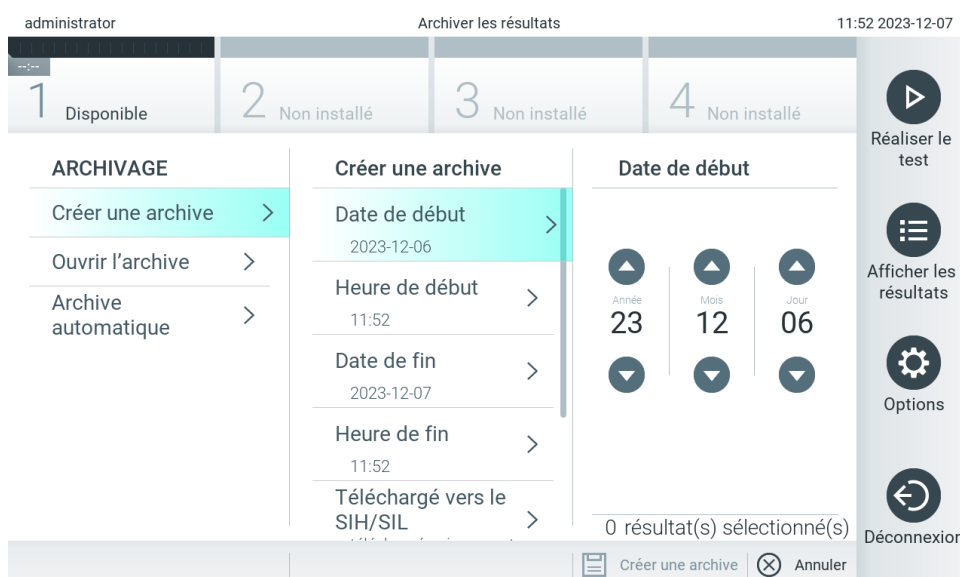 administrator
Archiver les résultats
11:52 2023-12-07
--:--
1 Disponible
2 Non installé
3 Non installé
4 Non installé
ARCHIVAGE
Créer une archive
Ouvrir l'archive
Archive
automatique
Créer une archive
Date de début
2023-12-06
Heure de début
11:52
Date de fin
2023-12-07
Heure de fin
11:52
Téléchargé vers le
SIH/SIL
Date de début
Année
23
Mois
12
Jour
06
0 résultat(s) sélectionné(s)
Créer une archive
Annuler
Réaliser le
test
Afficher les
résultats
Options
Déconnexion